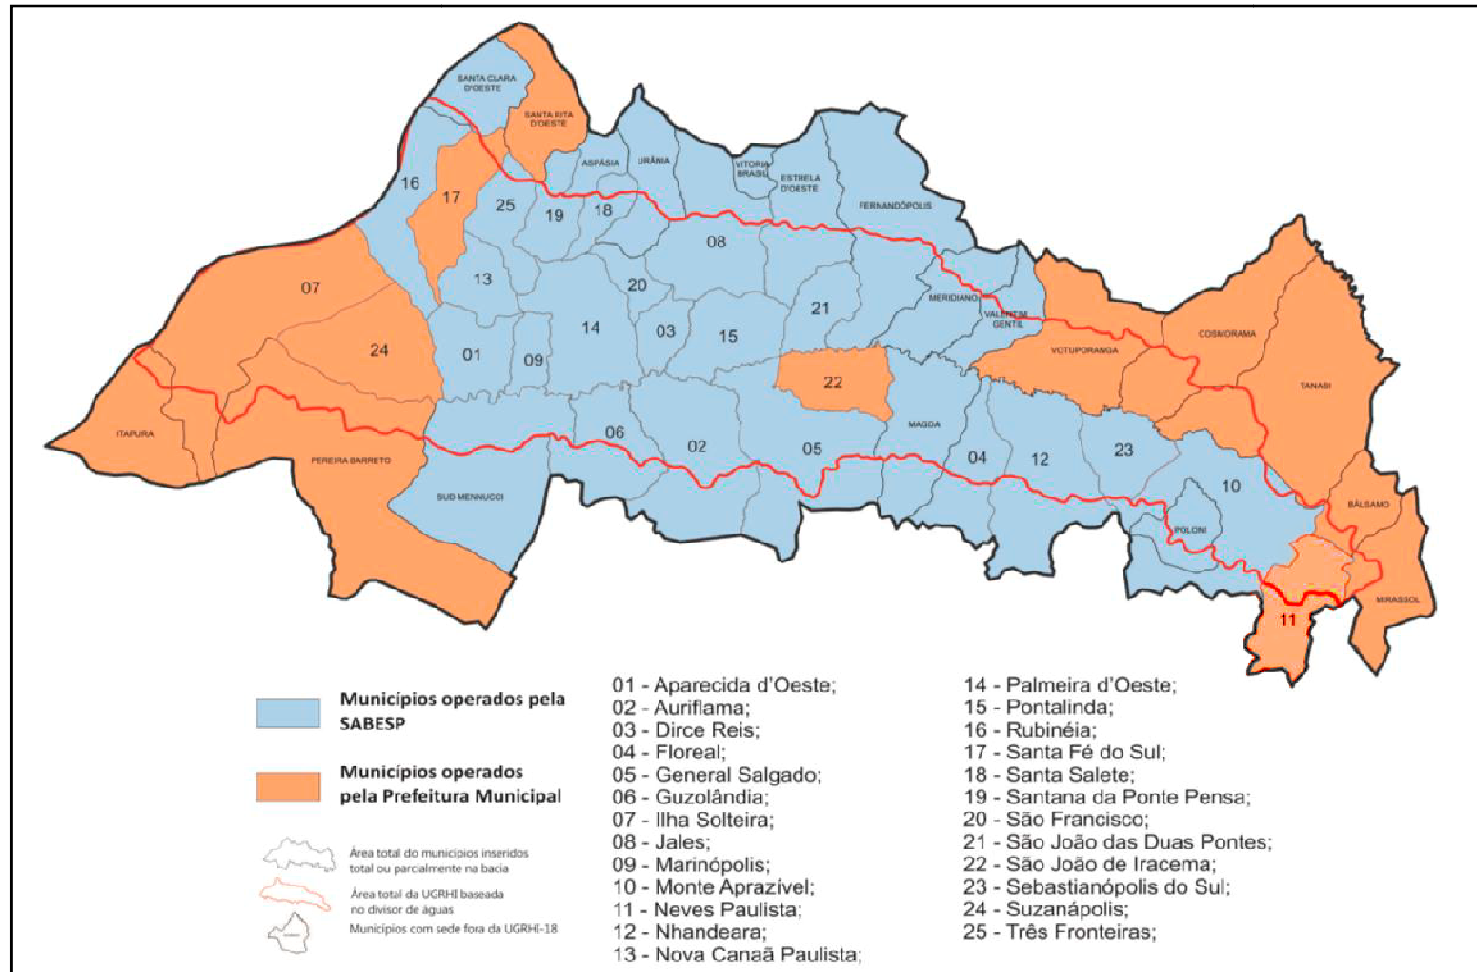 SANTA CLARA
D'OESTE
SANTA RITA
D'OESTE
ASPÁSIA
URÂNIA
VITORIA
BRASIL
ESTRELA
D'OESTE
FERNANDÓPOLIS
16
17
25
19
18
08
13
20
07
24
14
03
15
21
01
09
22
MERIDIANO
VALENTIM
GENTIL
VOTUPORANGA
COSMORAMA
TANABI
ITAPURA
PEREIRA BARRETO
SUD MENNUCCI
06
02
05
MAGDA
04
12
23
10
POLONI
BÁLSAMO
MIRASSOL
11
Municípios operados pela
SABESP
Municípios operados
pela Prefeitura Municipal
Área total do municípios inseridos
total ou parcialmente na bacia
Área total da UGRHI baseada
no divisor de águas
Municípios com sede fora da UGRHI-18
01 - Aparecida d'Oeste;
02 - Auriflama;
03 - Dirce Reis;
04 - Floreal;
05 - General Salgado;
06 - Guzolândia;
07 - Ilha Solteira;
08 - Jales;
09 - Marinópolis;
10 - Monte Aprazível;
11 - Neves Paulista;
12 - Nhandeara;
13 - Nova Canaã Paulista;
14 - Palmeira d'Oeste;
15 - Pontalinda;
16 - Rubinéia;
17 - Santa Fé do Sul;
18 - Santa Salete;
19 - Santana da Ponte Pensa;
20 - São Francisco;
21 - São João das Duas Pontes;
22 - São João de Iracema;
23 - Sebastianópolis do Sul;
24 - Suzanápolis;
25 - Três Fronteiras;